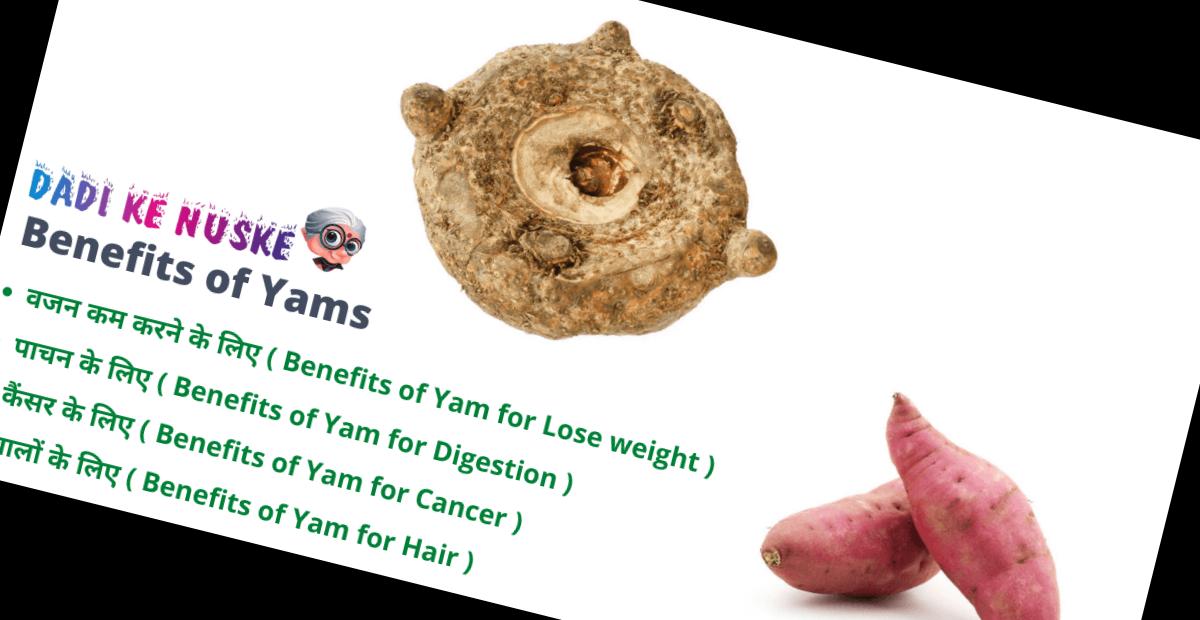 DADI KE NUSKE
Benefits of Yams
• वजन कम करने के लिए ( Benefits of Yam for Lose weight )
पाचन के लिए ( Benefits of Yam for Digestion )
कैंसर के लिए ( Benefits of Yam for Cancer )
के लिए ( Benefits of Yam for Hair )